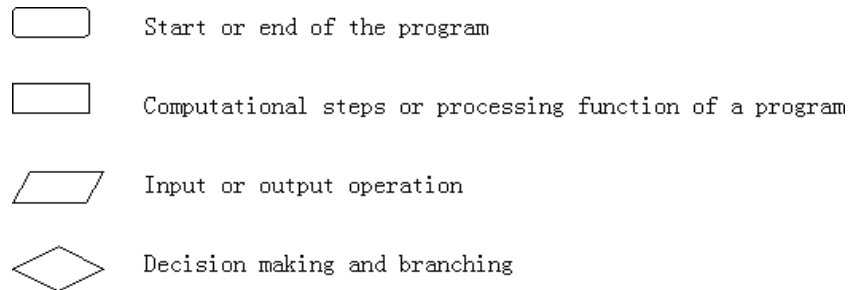 Start or end of the program
Computational steps or processing function of a program
Input or output operation
Decision making and branching